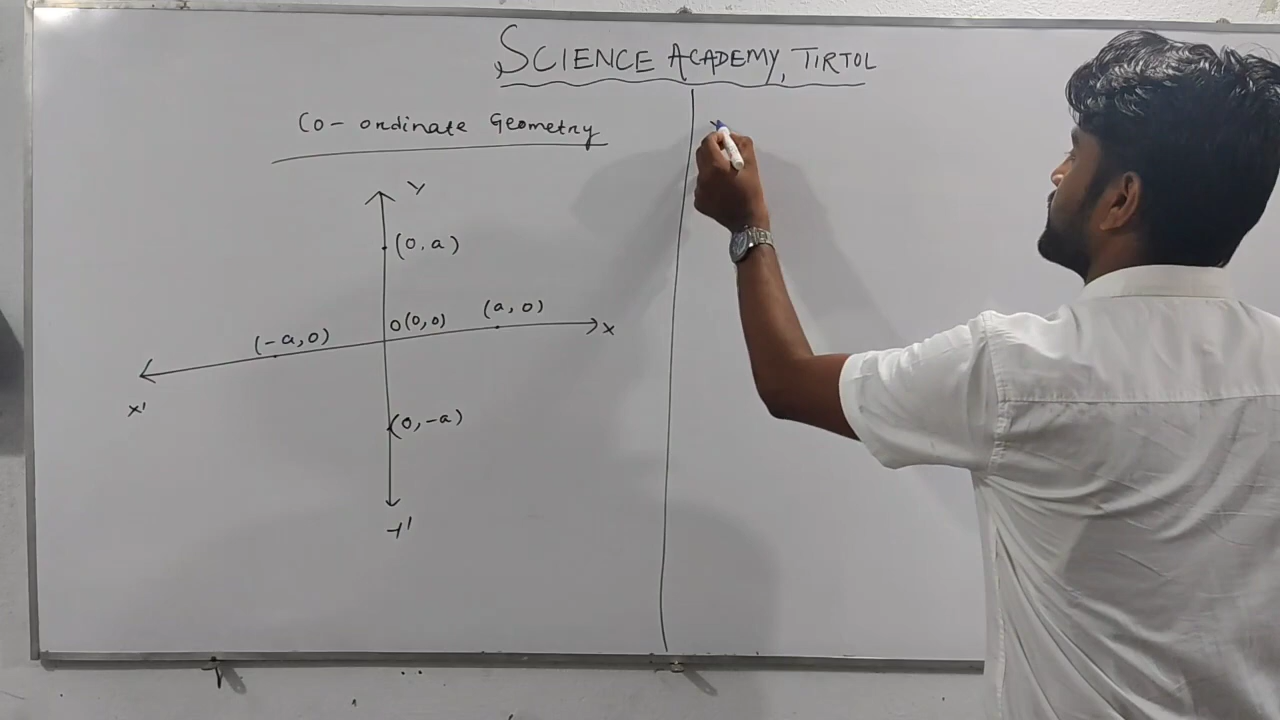 SCIENCE ACADEMY, TIRTOL
Co-ordinate Geometry
Y
(0, a)
(a, 0)
O(0,0)
X
(-a, 0)
X'
(0, -a)
Y'